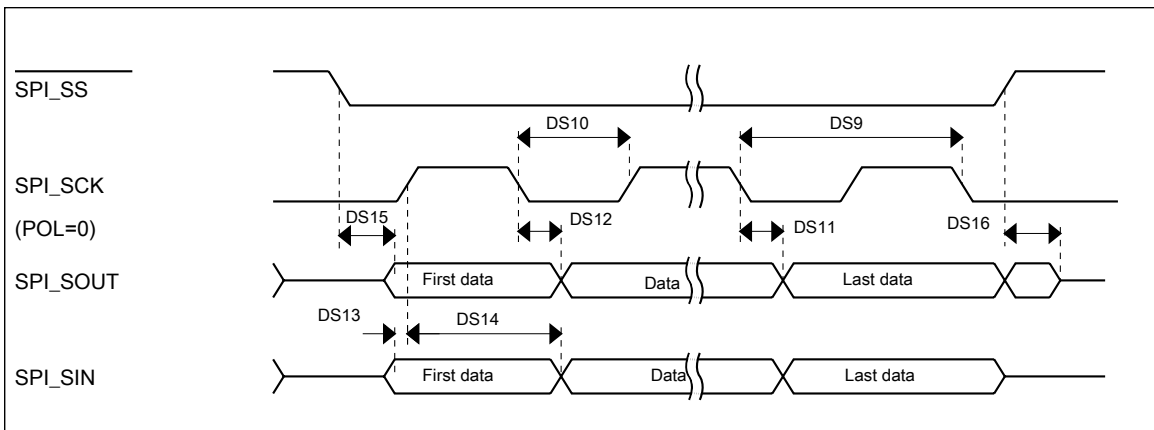 SPI_SS
DS10
DS9
SPI_SCK
(POL=0)
DS15
DS12
DS11
DS16
SPI_SOUT
First data
Data
Last data
DS13
DS14
SPI_SIN
First data
Data
Last data